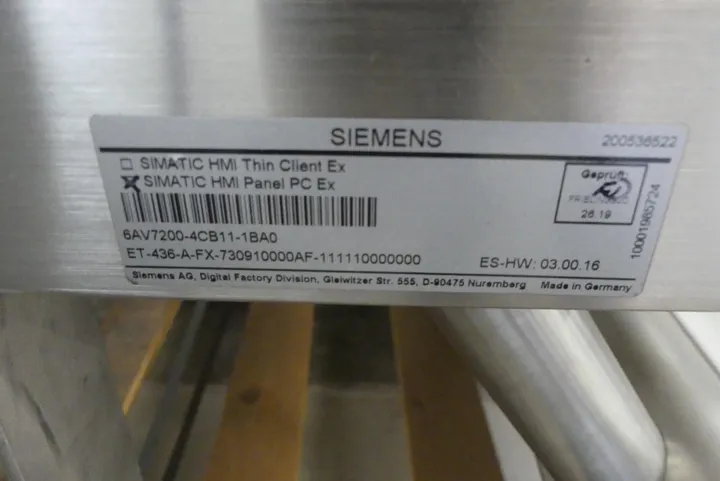 SIEMENS
200536522
☐ SIMATIC HMI Thin Client Ex
☒ SIMATIC HMI Panel PC Ex
Geprüft:
26.19
10001985724
6AV7200-4CB11-1BA0
ET-436-A-FX-730910000AF-111110000000
ES-HW: 03.00.16
Siemens AG, Digital Factory Division, Gleiwitzer Str. 555, D-90475 Nuremberg Made in Germany